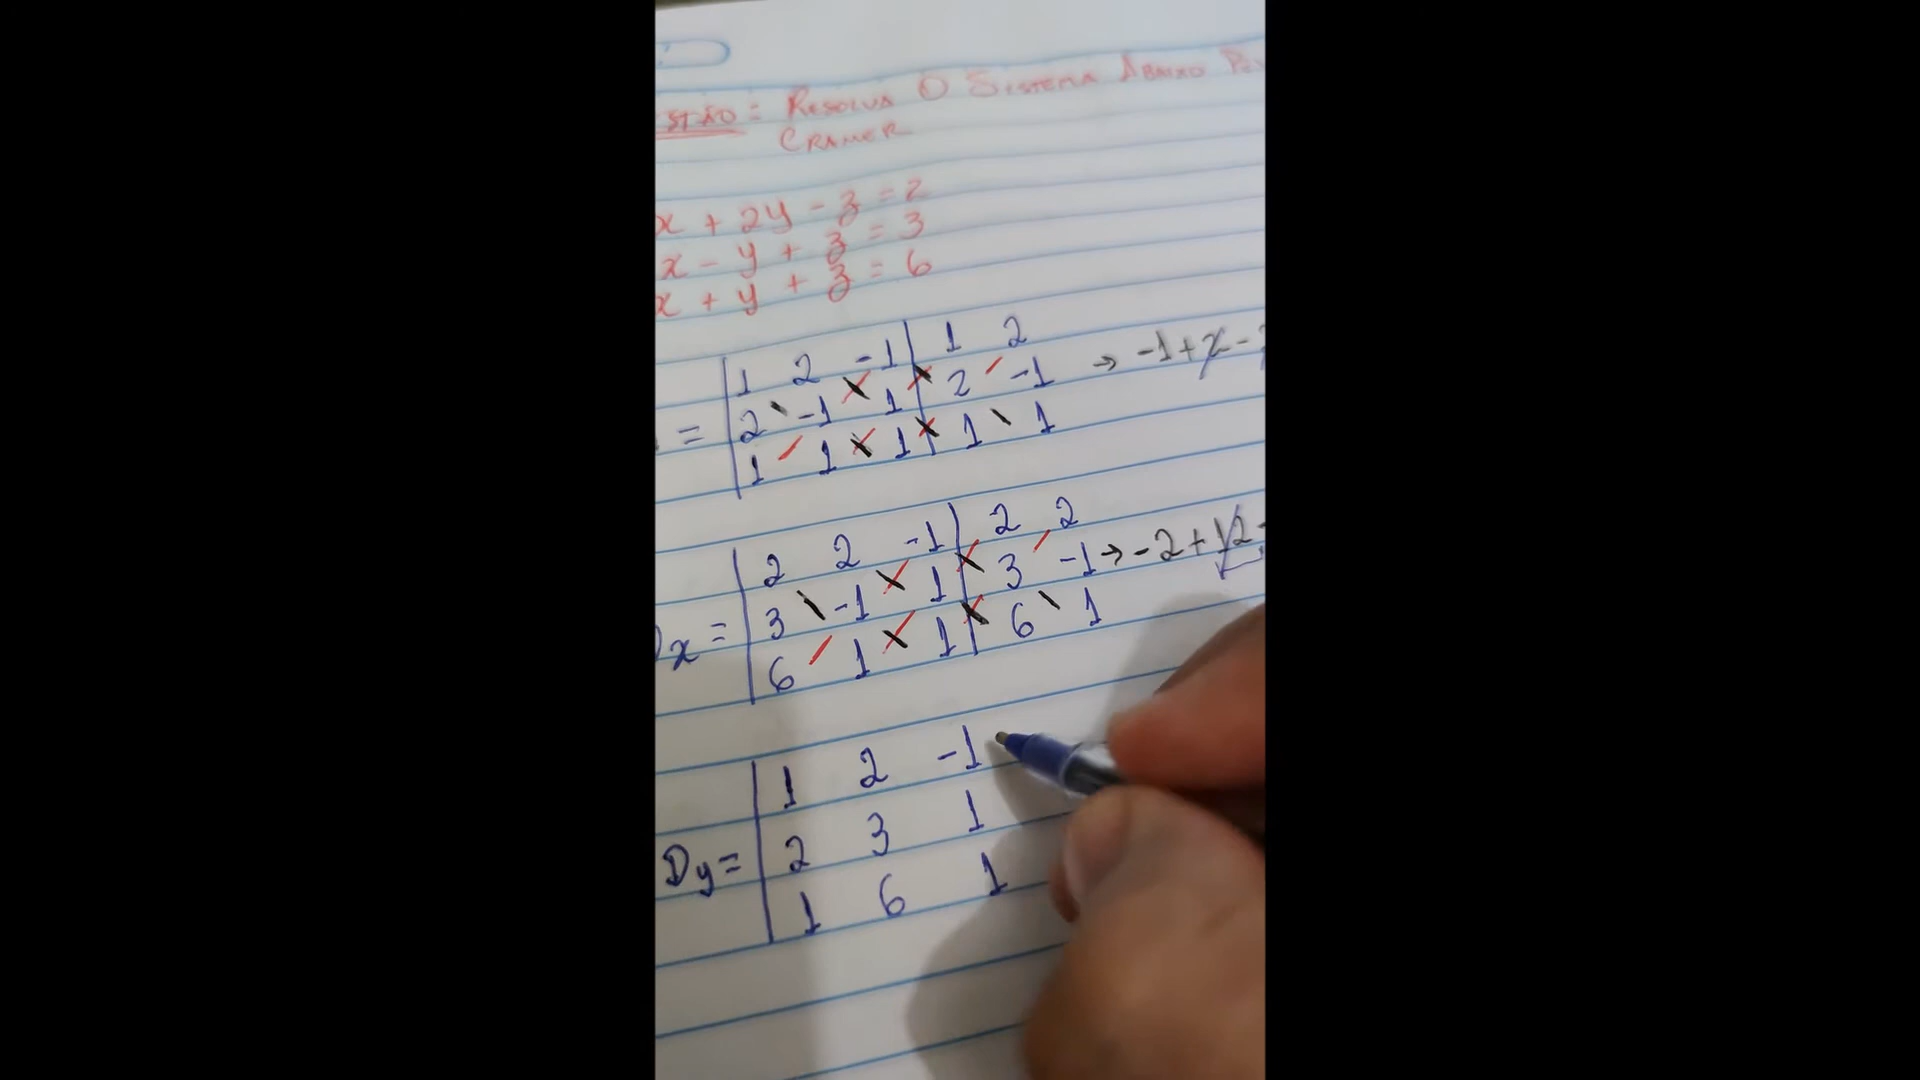 STÃO: RESOLVA O SISTEMA ABAIXO
CRAMER
x + 2y - z = 2
x - y + z = 3
x + y + z = 6
1 2 -1 | 1 2 → -1 + 2 -
= 2 -1 1 | 2 -1
1 1 1 | 1 1
2 2 -1 | 2 2
Dx = 3 -1 1 | 3 -1 → -2 + 12 -
6 1 1 | 6 1
1 2 -1
Dy = 2 3 1
1 6 1